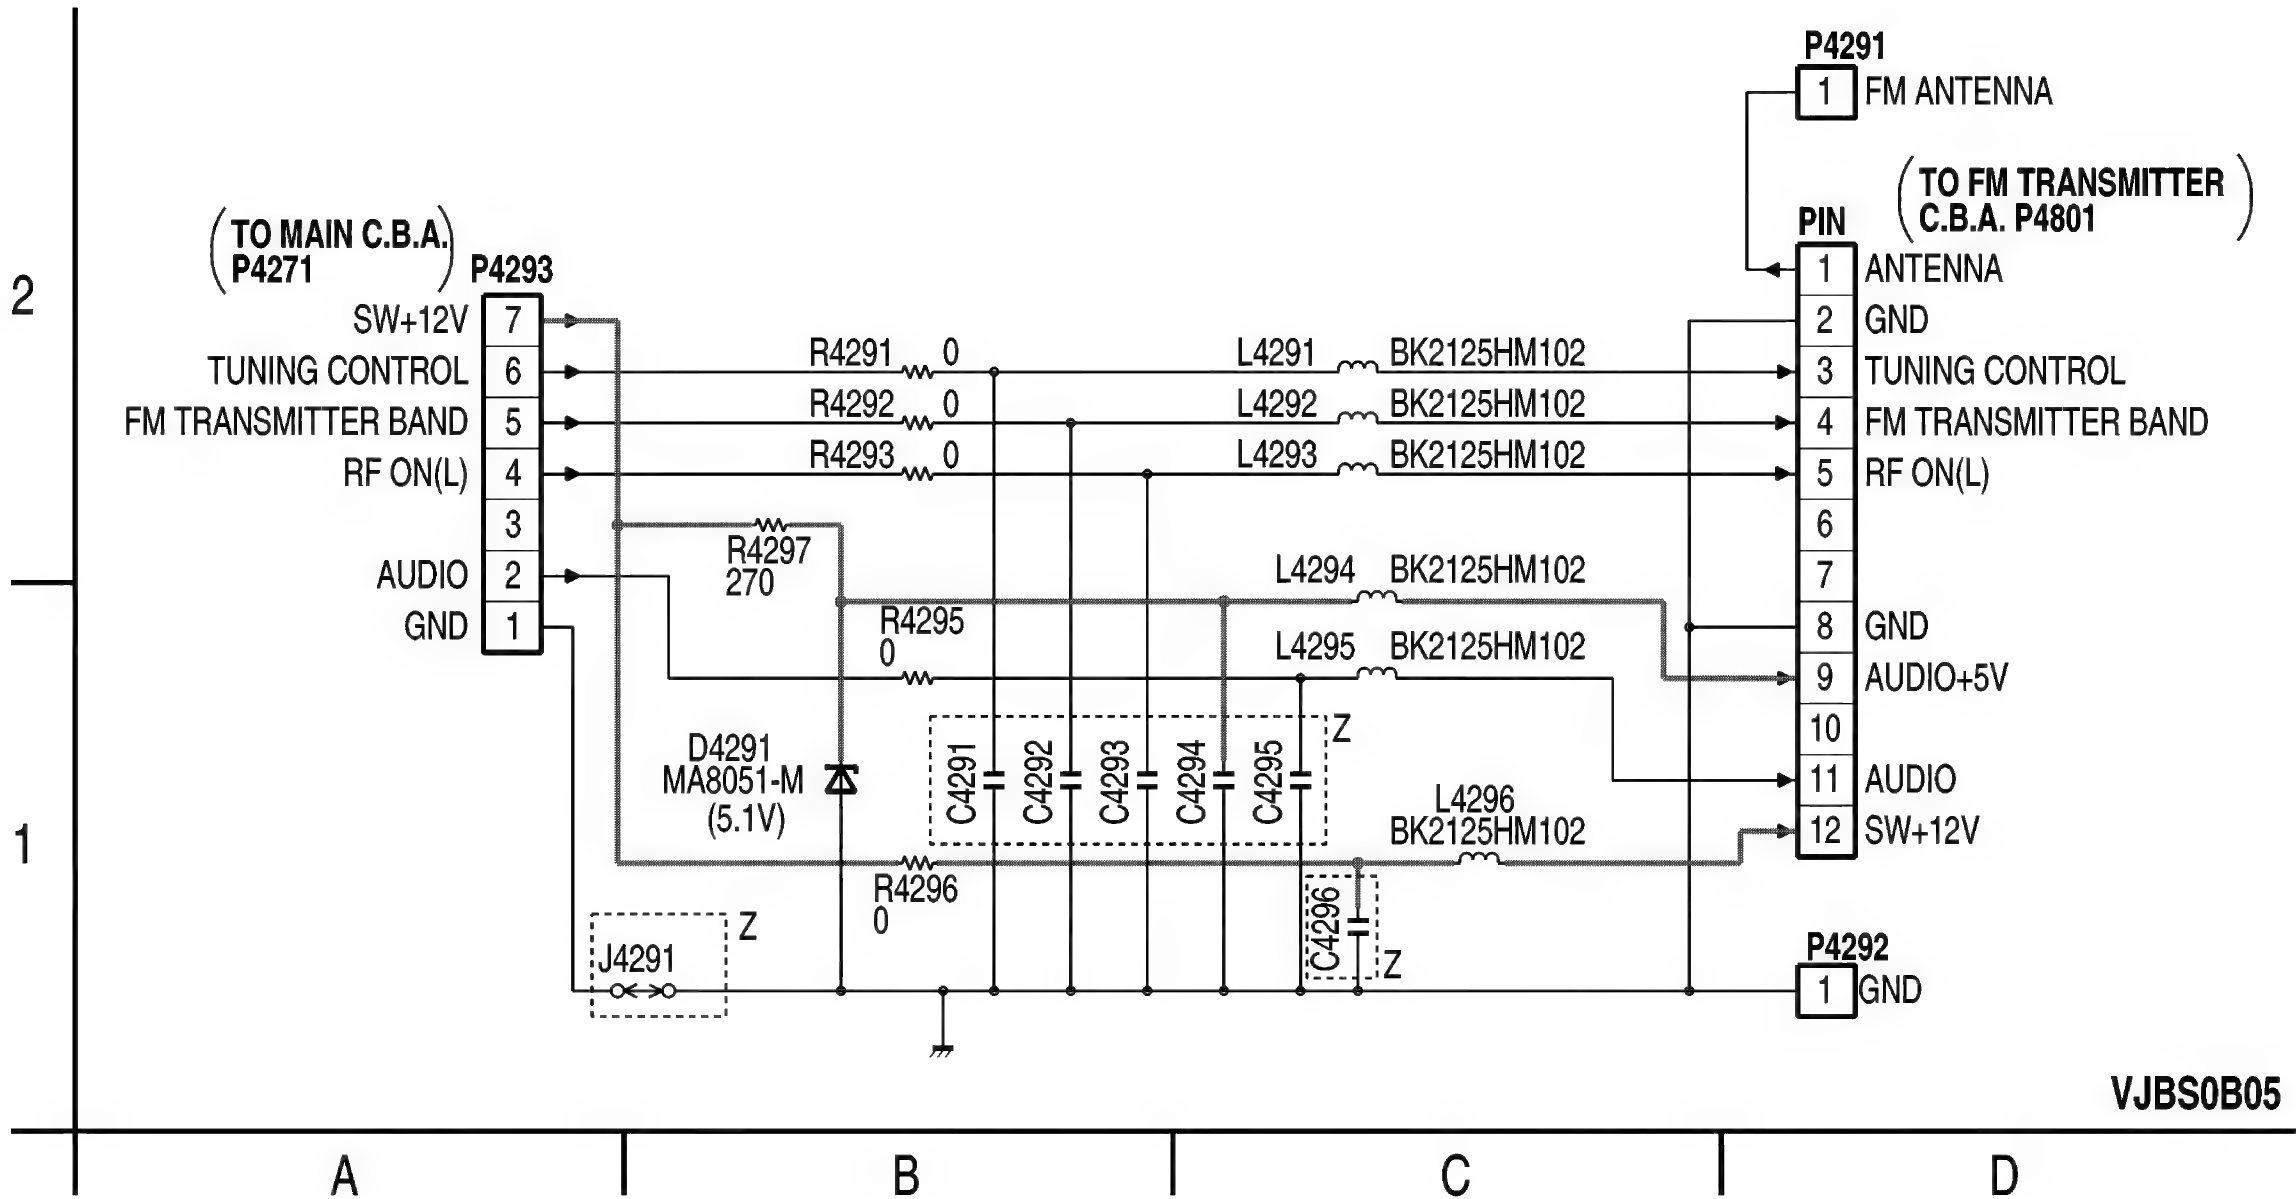 P4291
1 FM ANTENNA
(TO FM TRANSMITTER
C.B.A. P4801)
PIN
1 ANTENNA
2 GND
3 TUNING CONTROL
4 FM TRANSMITTER BAND
5 RF ON(L)
6
7
8 GND
9 AUDIO+5V
10
11 AUDIO
12 SW+12V
P4292
1 GND
(TO MAIN C.B.A.
P4271)
P4293
SW+12V 7
TUNING CONTROL 6
FM TRANSMITTER BAND 5
RF ON(L) 4
3
AUDIO 2
GND 1
R4291 0
R4292 0
R4293 0
L4291 BK2125HM102
L4292 BK2125HM102
L4293 BK2125HM102
R4297
270
L4294 BK2125HM102
R4295
0
L4295 BK2125HM102
D4291
MA8051-M
(5.1V)
C4291
C4292
C4293
C4294
C4295
Z
L4296
BK2125HM102
R4296
0
C4296
Z
J4291
Z
VJBS0B05
2
1
A
B
C
D